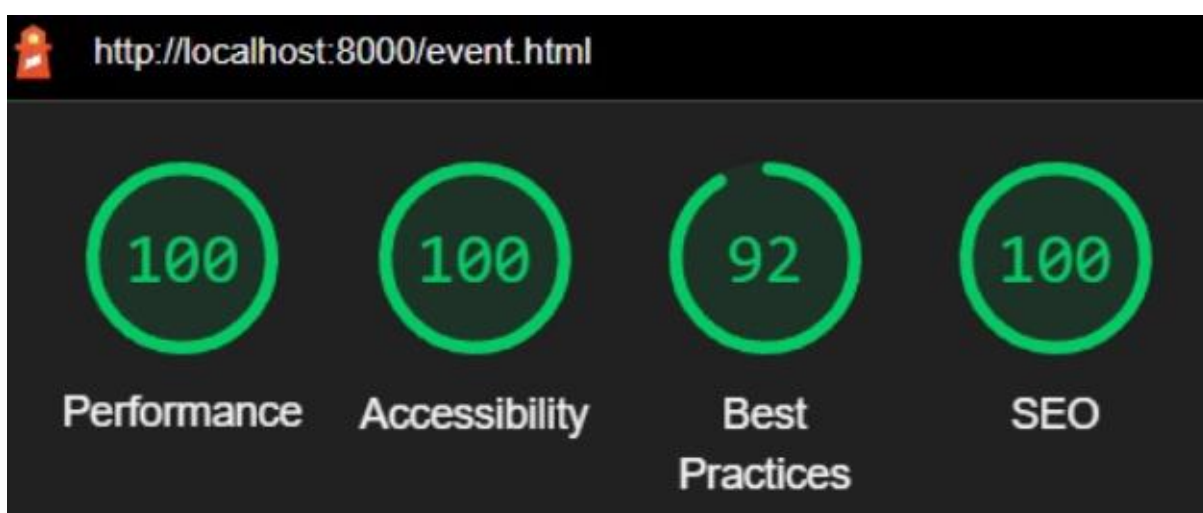 http://localhost:8000/event.html
100 100 92 100
Performance Accessibility Best SEO
Practices